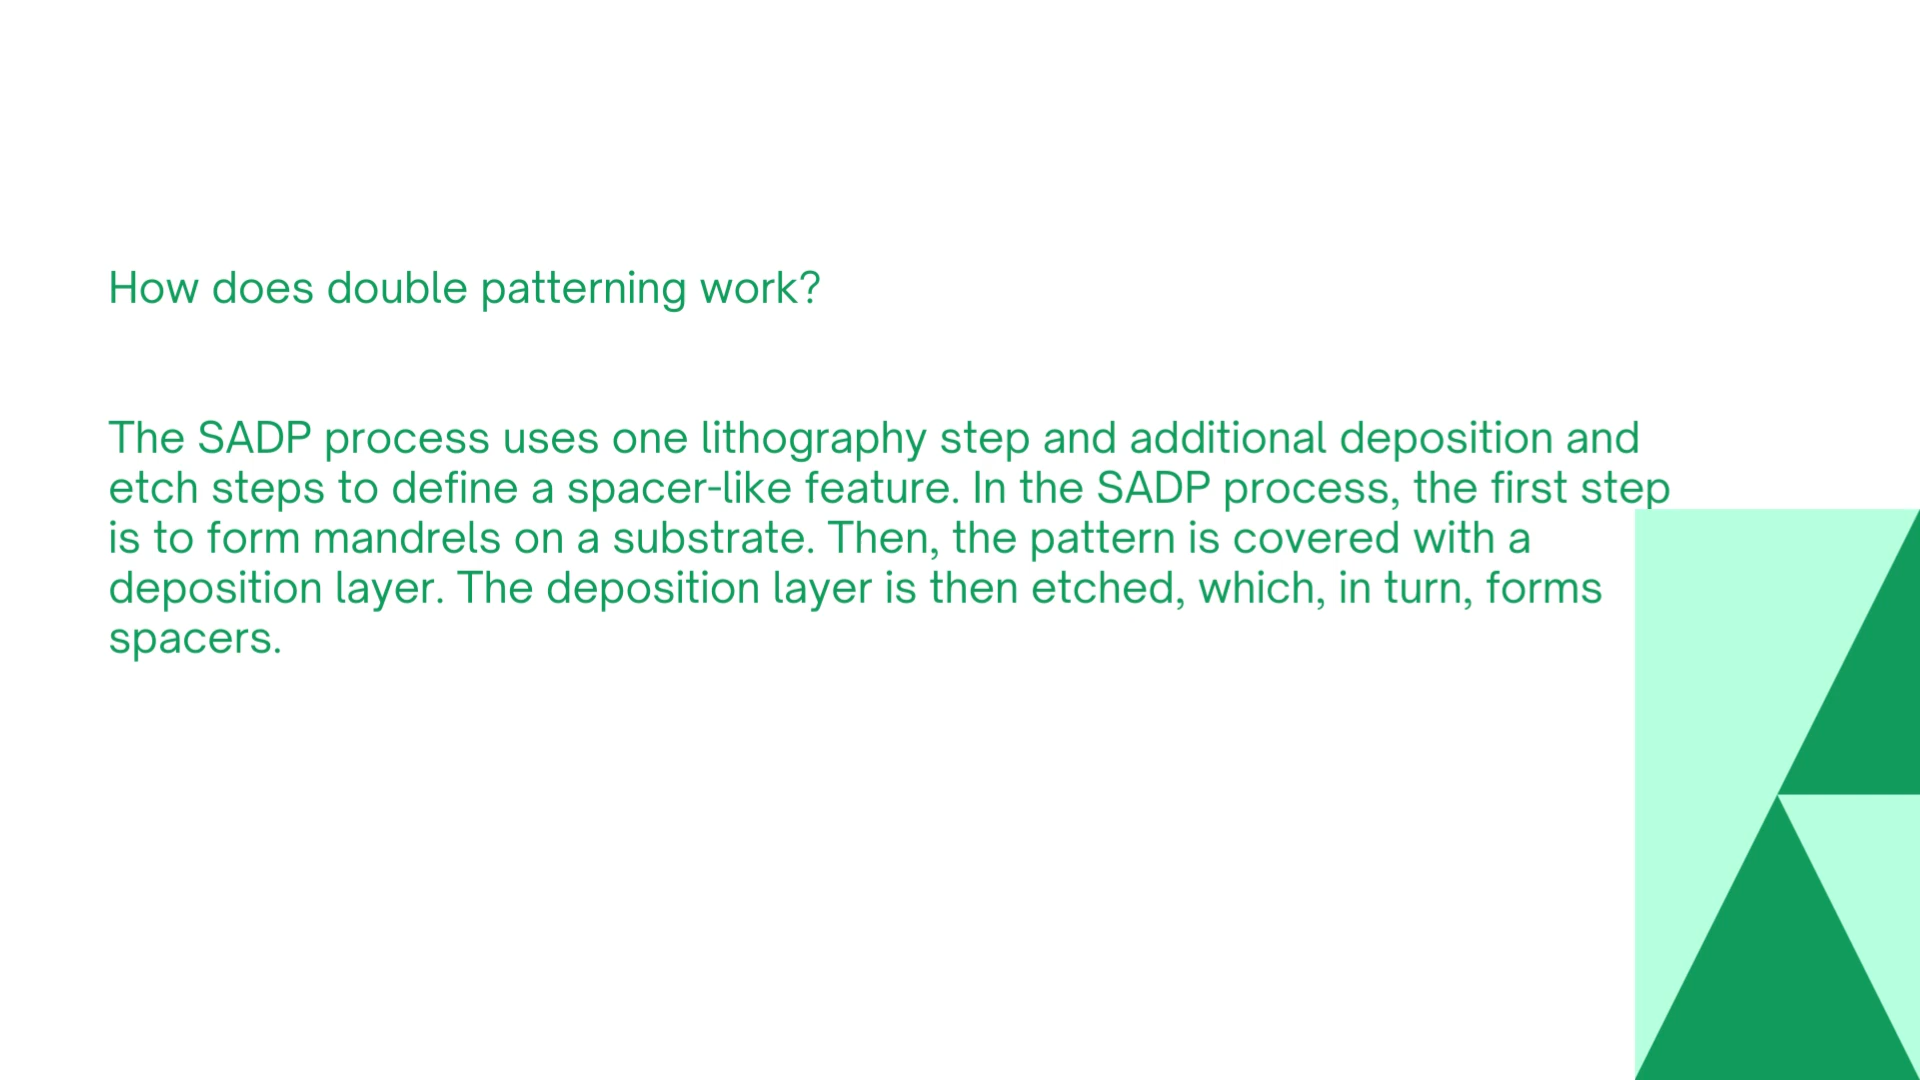 How does double patterning work?
The SADP process uses one lithography step and additional deposition and
etch steps to define a spacer-like feature. In the SADP process, the first step
is to form mandrels on a substrate. Then, the pattern is covered with a
deposition layer. The deposition layer is then etched, which, in turn, forms
spacers.